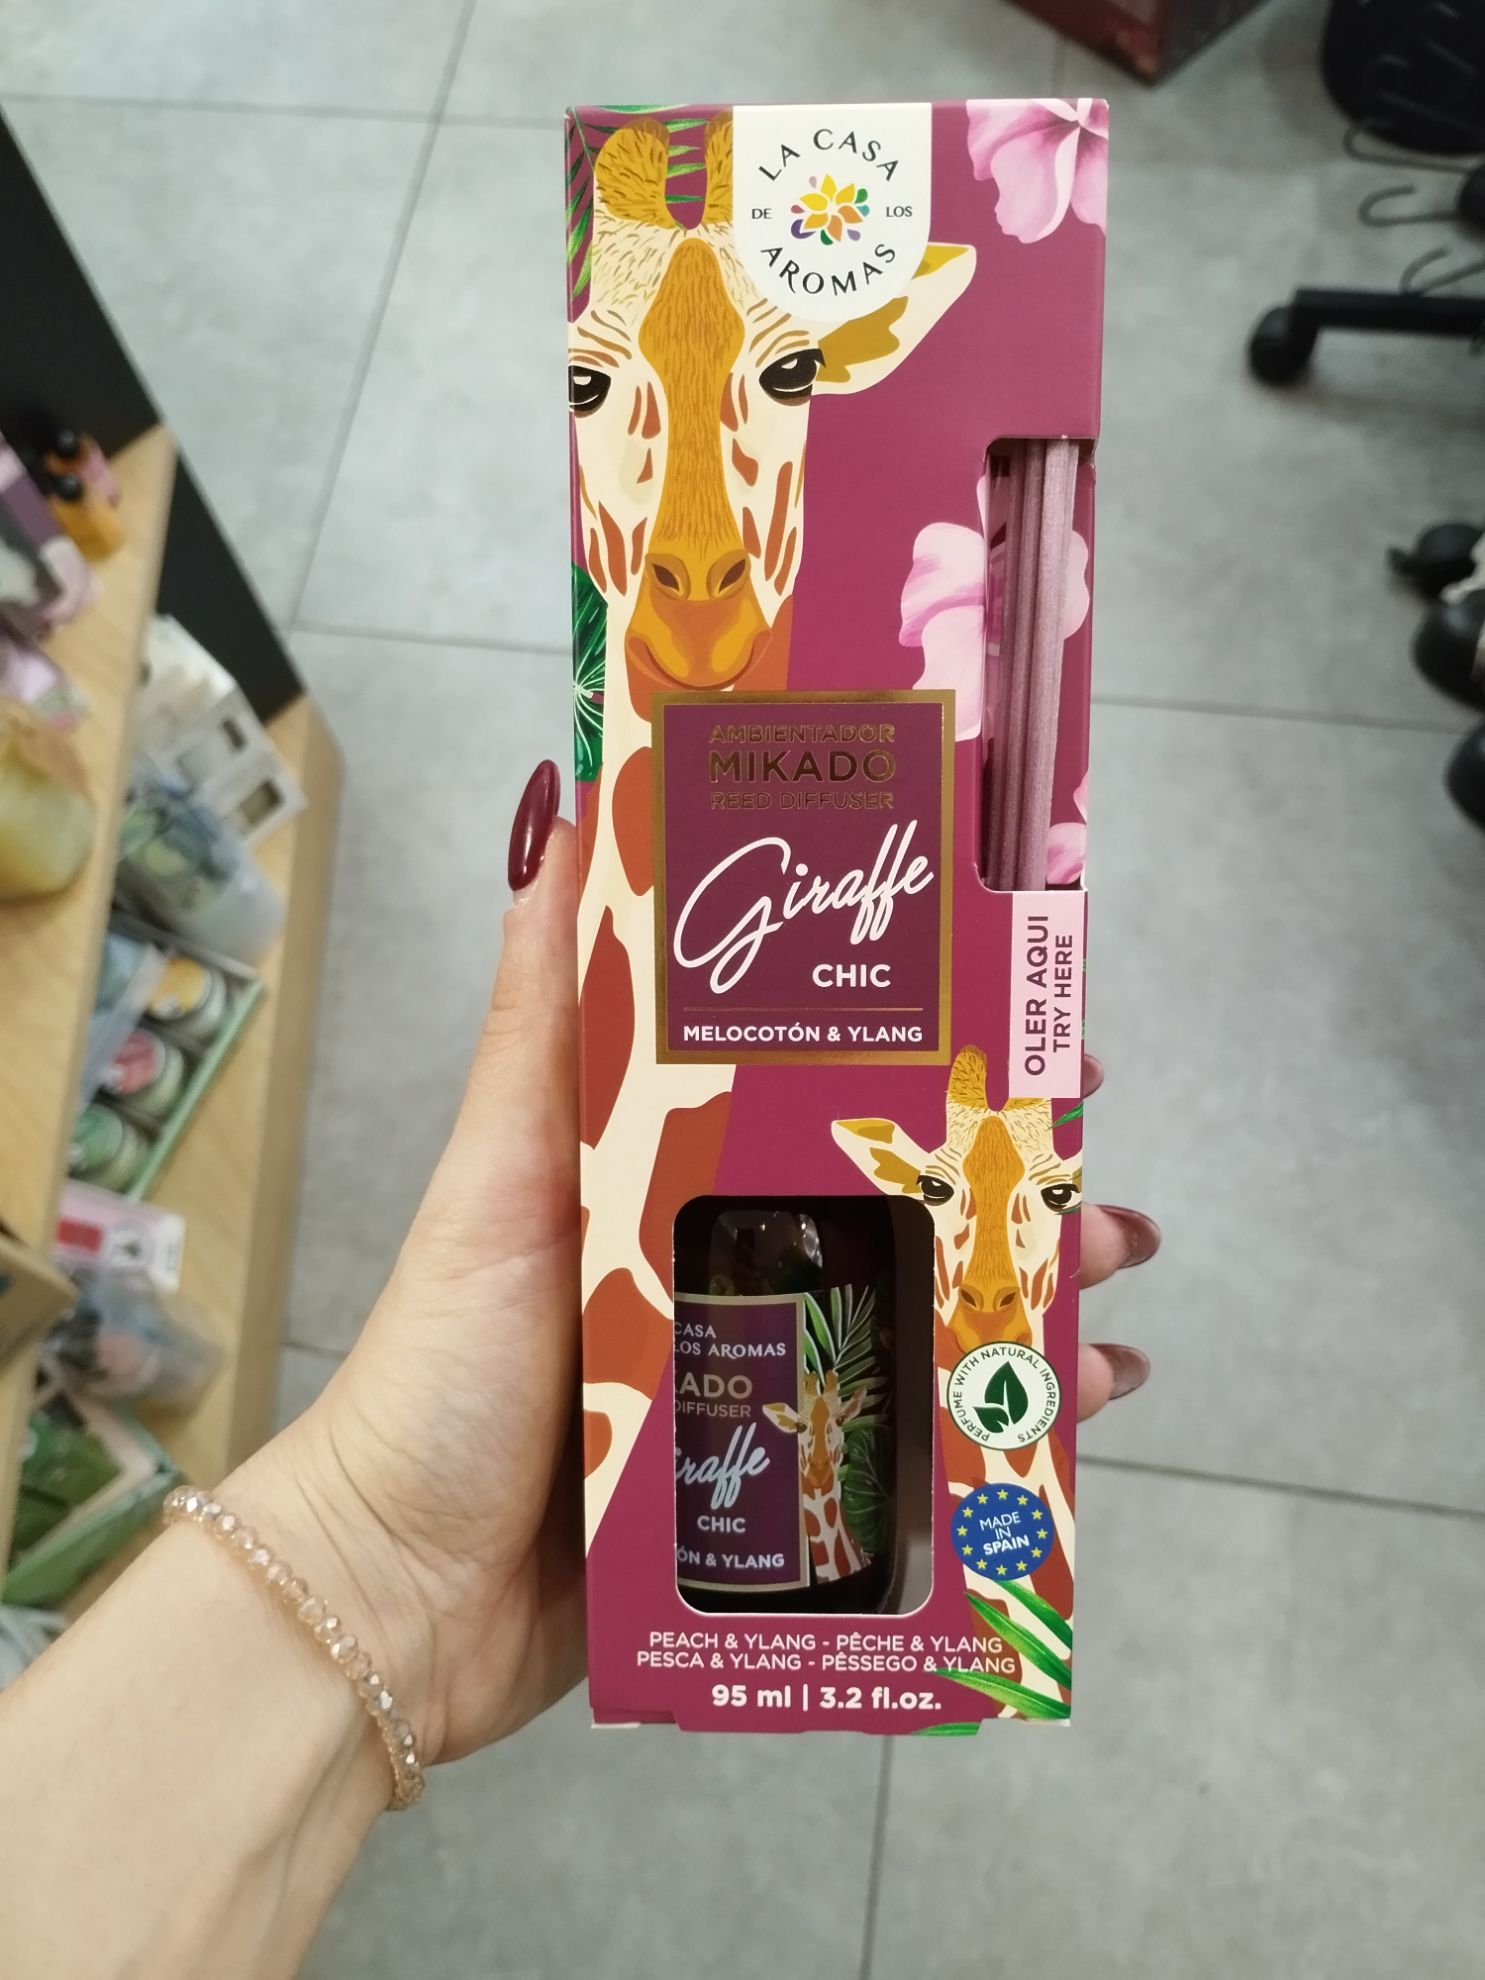 LA CASA
DE LOS
AROMAS
AMBIENTADOR
MIKADO
REED DIFFUSER
Giraffe
CHIC
MELOCOTÓN & YLANG
OLER AQUI
TRY HERE
CASA
LOS AROMAS
KADO
DIFFUSER
iraffe
CHIC
ÓN & YLANG
PERFUME WITH NATURAL INGREDIENTS
MADE
IN
SPAIN
PEACH & YLANG - PÊCHE & YLANG
PESCA & YLANG - PÊSSEGO & YLANG
95 ml | 3.2 fl.oz.